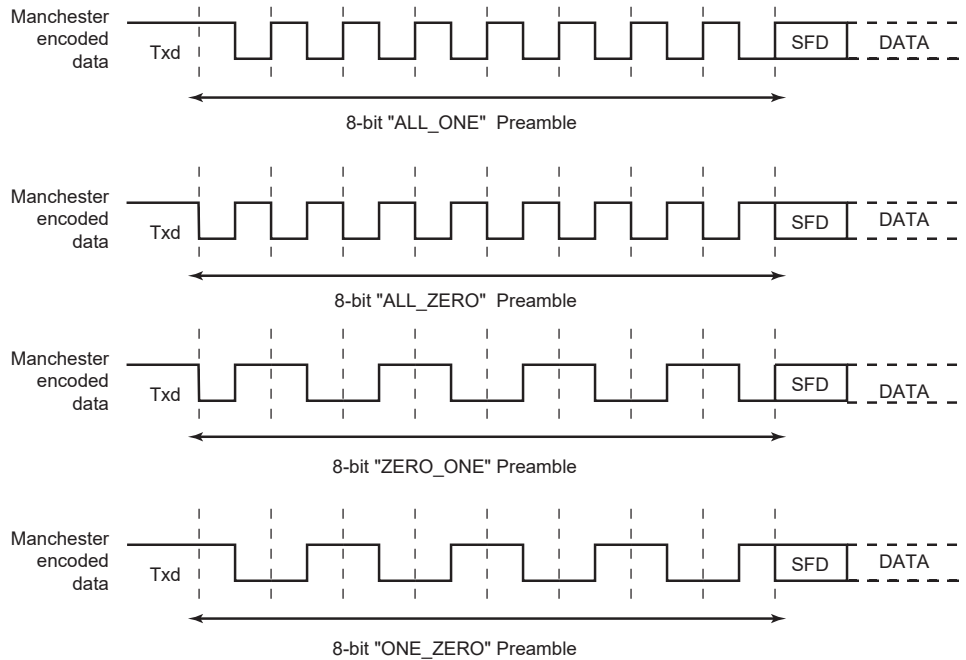 Manchester
encoded
data
Txd
SFD
DATA
8-bit "ALL_ONE" Preamble
Manchester
encoded
data
Txd
SFD
DATA
8-bit "ALL_ZERO" Preamble
Manchester
encoded
data
Txd
SFD
DATA
8-bit "ZERO_ONE" Preamble
Manchester
encoded
data
Txd
SFD
DATA
8-bit "ONE_ZERO" Preamble